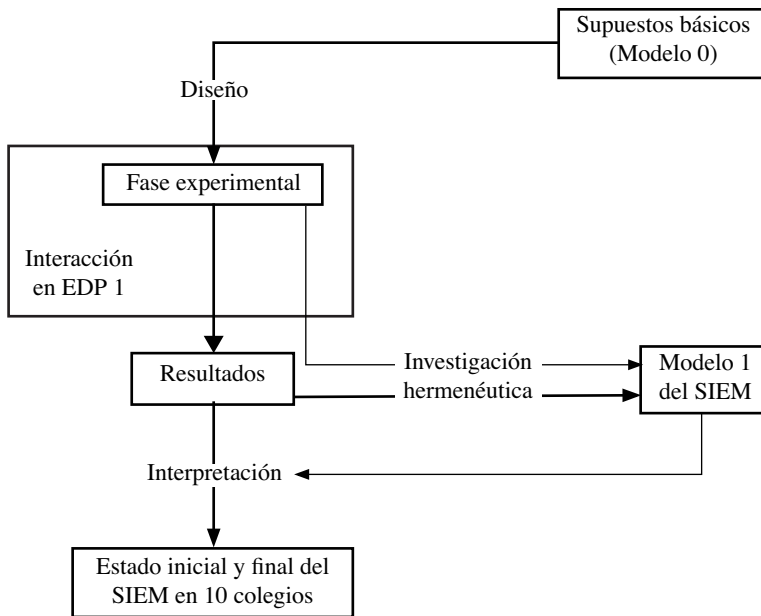 Supuestos básicos
(Modelo 0)
Diseño
Fase experimental
Interacción
en EDP 1
Resultados
Investigación
hermenéutica
Modelo 1
del SIEM
Interpretación
Estado inicial y final del
SIEM en 10 colegios